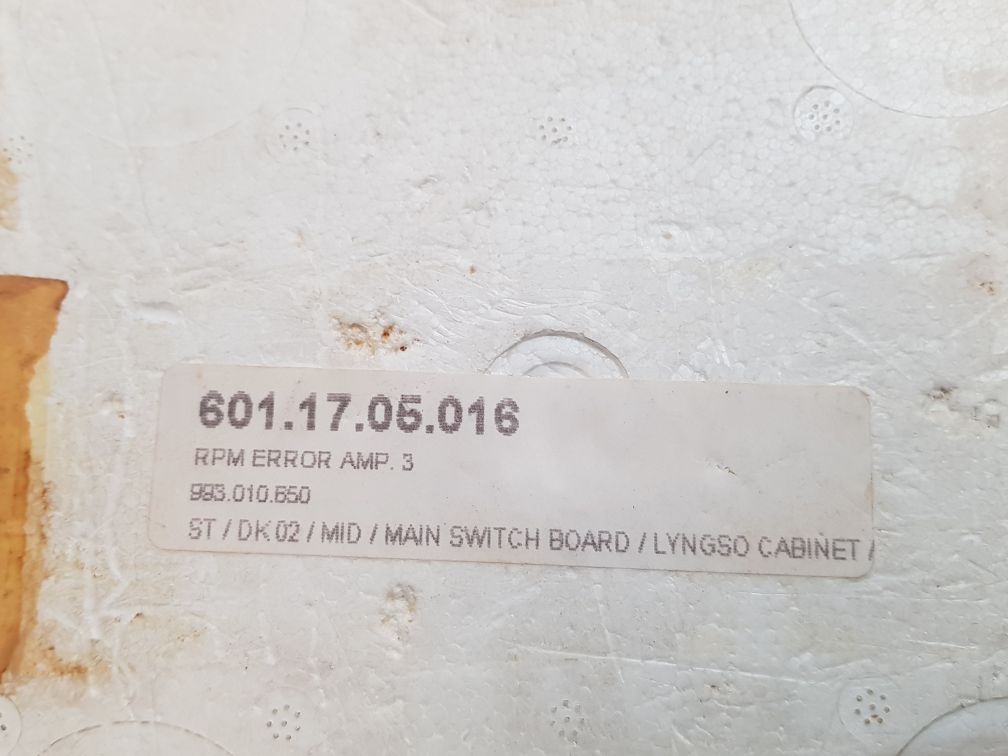 601.17.05.016
RPM ERROR AMP. 3
993.010.650
ST / DK 02 / MID / MAIN SWITCH BOARD / LYNGSO CABINET /